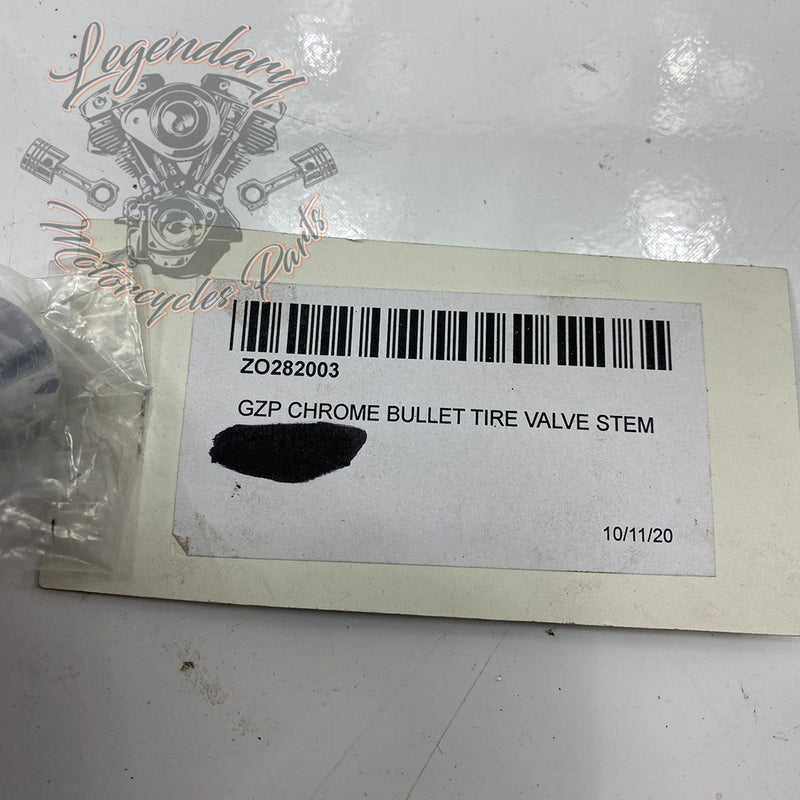 Legendary
Motorcycles Parts
ZO282003
GZP CHROME BULLET TIRE VALVE STEM
10/11/20